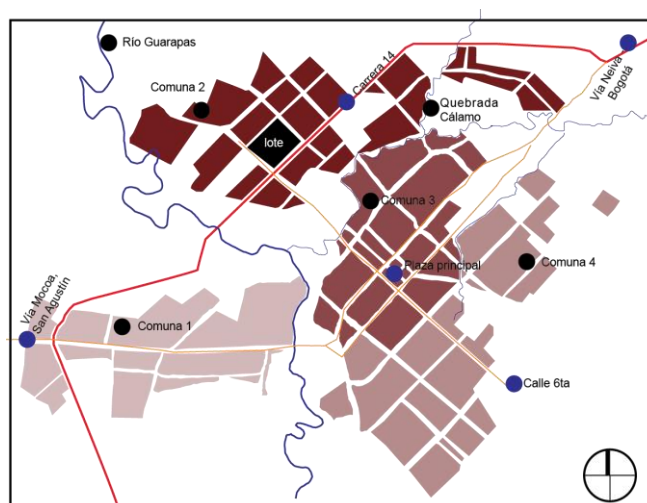 Río Guarapas
Comuna 2
Carrera 14
Vía Neiva
Bogotá
Quebrada
Cálamo
lote
Comuna 3
Plaza principal
Comuna 4
Vía Mocoa,
San Agustín
Comuna 1
Calle 6ta